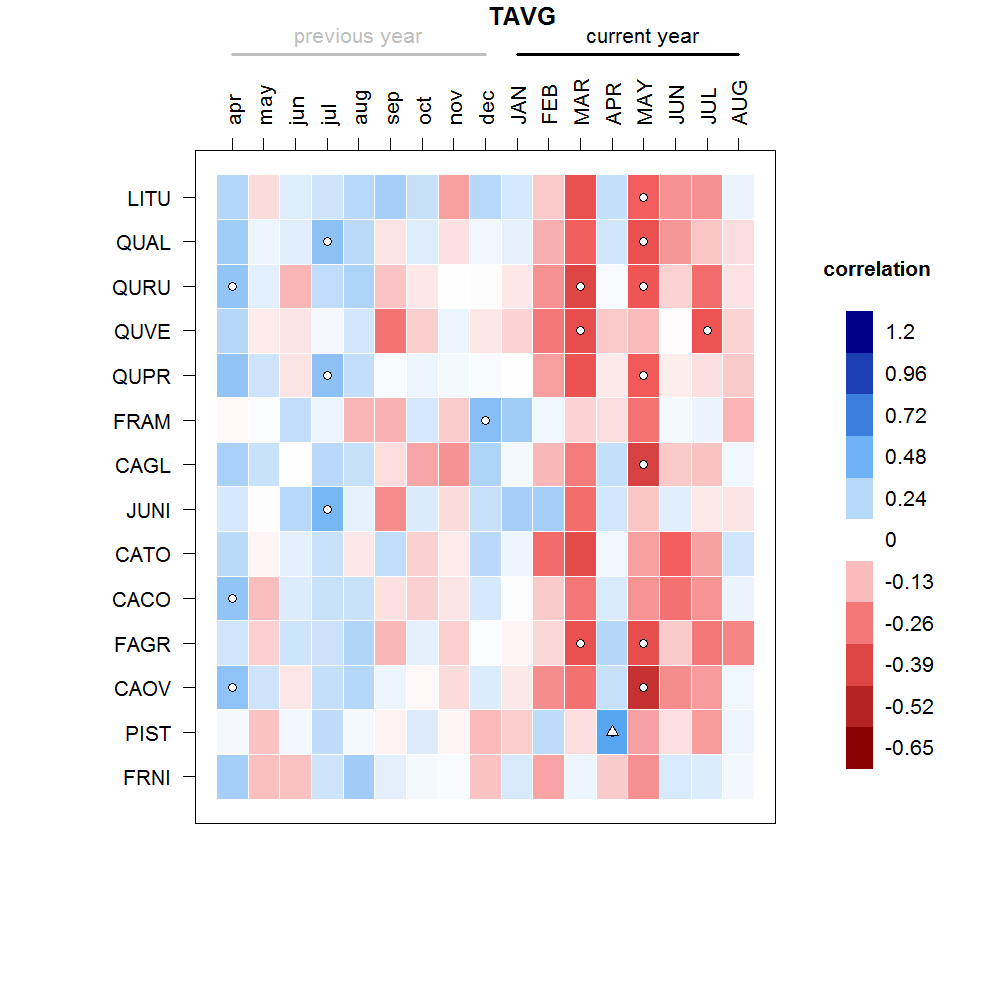 TAVG
previous year current year
apr may jun jul aug sep oct nov dec JAN FEB MAR APR MAY JUN JUL AUG
LITU
QUAL
QURU
QUVE
QUPR
FRAM
CAGL
JUNI
CATO
CACO
FAGR
CAOV
PIST
FRNI
correlation
1.2
0.96
0.72
0.48
0.24
0
-0.13
-0.26
-0.39
-0.52
-0.65